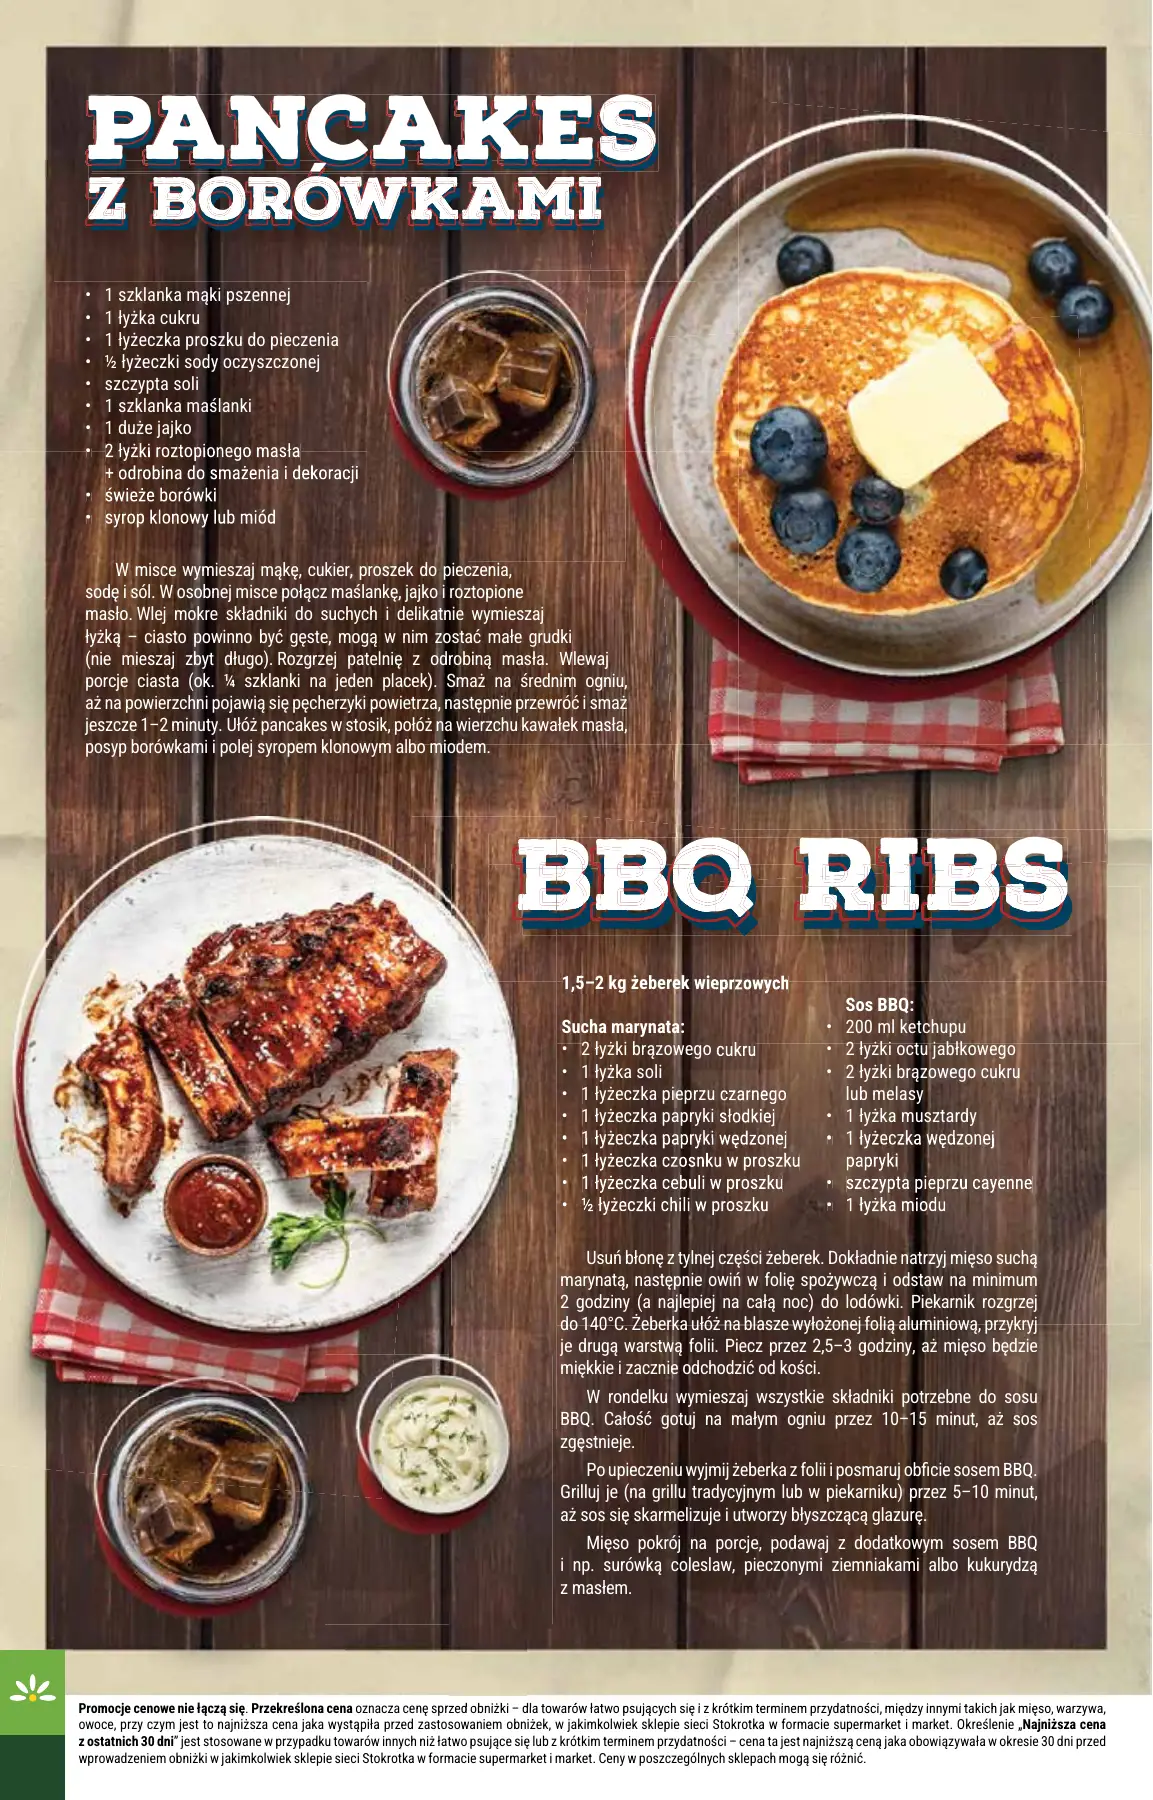 PANCAKES
Z BORÓWKAMI
• 1 szklanka mąki pszennej
• 1 łyżka cukru
• 1 łyżeczka proszku do pieczenia
• ½ łyżeczki sody oczyszczonej
• szczypta soli
• 1 szklanka maślanki
• 1 duże jajko
• 2 łyżki roztopionego masła
+ odrobina do smażenia i dekoracji
• świeże borówki
• syrop klonowy lub miód
W misce wymieszaj mąkę, cukier, proszek do pieczenia,
sodę i sól. W osobnej misce połącz maślankę, jajko i roztopione
masło. Wlej mokre składniki do suchych i delikatnie wymieszaj
łyżką – ciasto powinno być gęste, mogą w nim zostać małe grudki
(nie mieszaj zbyt długo). Rozgrzej patelnię z odrobiną masła. Wlewaj
porcje ciasta (ok. ¼ szklanki na jeden placek). Smaż na średnim ogniu,
aż na powierzchni pojawią się pęcherzyki powietrza, następnie przewróć i smaż
jeszcze 1–2 minuty. Ułóż pancakes w stosik, połóż na wierzchu kawałek masła,
posyp borówkami i polej syropem klonowym albo miodem.
BBQ RIBS
1,5–2 kg żeberek wieprzowych
Sucha marynata:
• 2 łyżki brązowego cukru
• 1 łyżka soli
• 1 łyżeczka pieprzu czarnego
• 1 łyżeczka papryki słodkiej
• 1 łyżeczka papryki wędzonej
• 1 łyżeczka czosnku w proszku
• 1 łyżeczka cebuli w proszku
• ½ łyżeczki chili w proszku
Sos BBQ:
• 200 ml ketchupu
• 2 łyżki octu jabłkowego
• 2 łyżki brązowego cukru
lub melasy
• 1 łyżka musztardy
• 1 łyżeczka wędzonej
papryki
• szczypta pieprzu cayenne
• 1 łyżka miodu
Usuń błonę z tylnej części żeberek. Dokładnie natrzyj mięso suchą
marynatą, następnie owiń w folię spożywczą i odstaw na minimum
2 godziny (a najlepiej na całą noc) do lodówki. Piekarnik rozgrzej
do 140°C. Żeberka ułóż na blasze wyłożonej folią aluminiową, przykryj
je drugą warstwą folii. Piecz przez 2,5–3 godziny, aż mięso będzie
miękkie i zacznie odchodzić od kości.
W rondelku wymieszaj wszystkie składniki potrzebne do sosu
BBQ. Całość gotuj na małym ogniu przez 10–15 minut, aż sos
zgęstnieje.
Po upieczeniu wyjmij żeberka z folii i posmaruj obficie sosem BBQ.
Grilluj je (na grillu tradycyjnym lub w piekarniku) przez 5–10 minut,
aż sos się skarmelizuje i utworzy błyszczącą glazurę.
Mięso pokrój na porcje, podawaj z dodatkowym sosem BBQ
i np. surówką coleslaw, pieczonymi ziemniakami albo kukurydzą
z masłem.
Promocje cenowe nie łączą się. Przekreślona cena oznacza cenę sprzed obniżki – dla towarów łatwo psujących się i z krótkim terminem przydatności, między innymi takich jak mięso, warzywa,
owoce, przy czym jest to najniższa cena jaka wystąpiła przed zastosowaniem obniżek, w jakimkolwiek sklepie sieci Stokrotka w formacie supermarket i market. Określenie „Najniższa cena
z ostatnich 30 dni” jest stosowane w przypadku towarów innych niż łatwo psujące się lub z krótkim terminem przydatności – cena ta jest najniższą ceną jaka obowiązywała w okresie 30 dni przed
wprowadzeniem obniżki w jakimkolwiek sklepie sieci Stokrotka w formacie supermarket i market. Ceny w poszczególnych sklepach mogą się różnić.